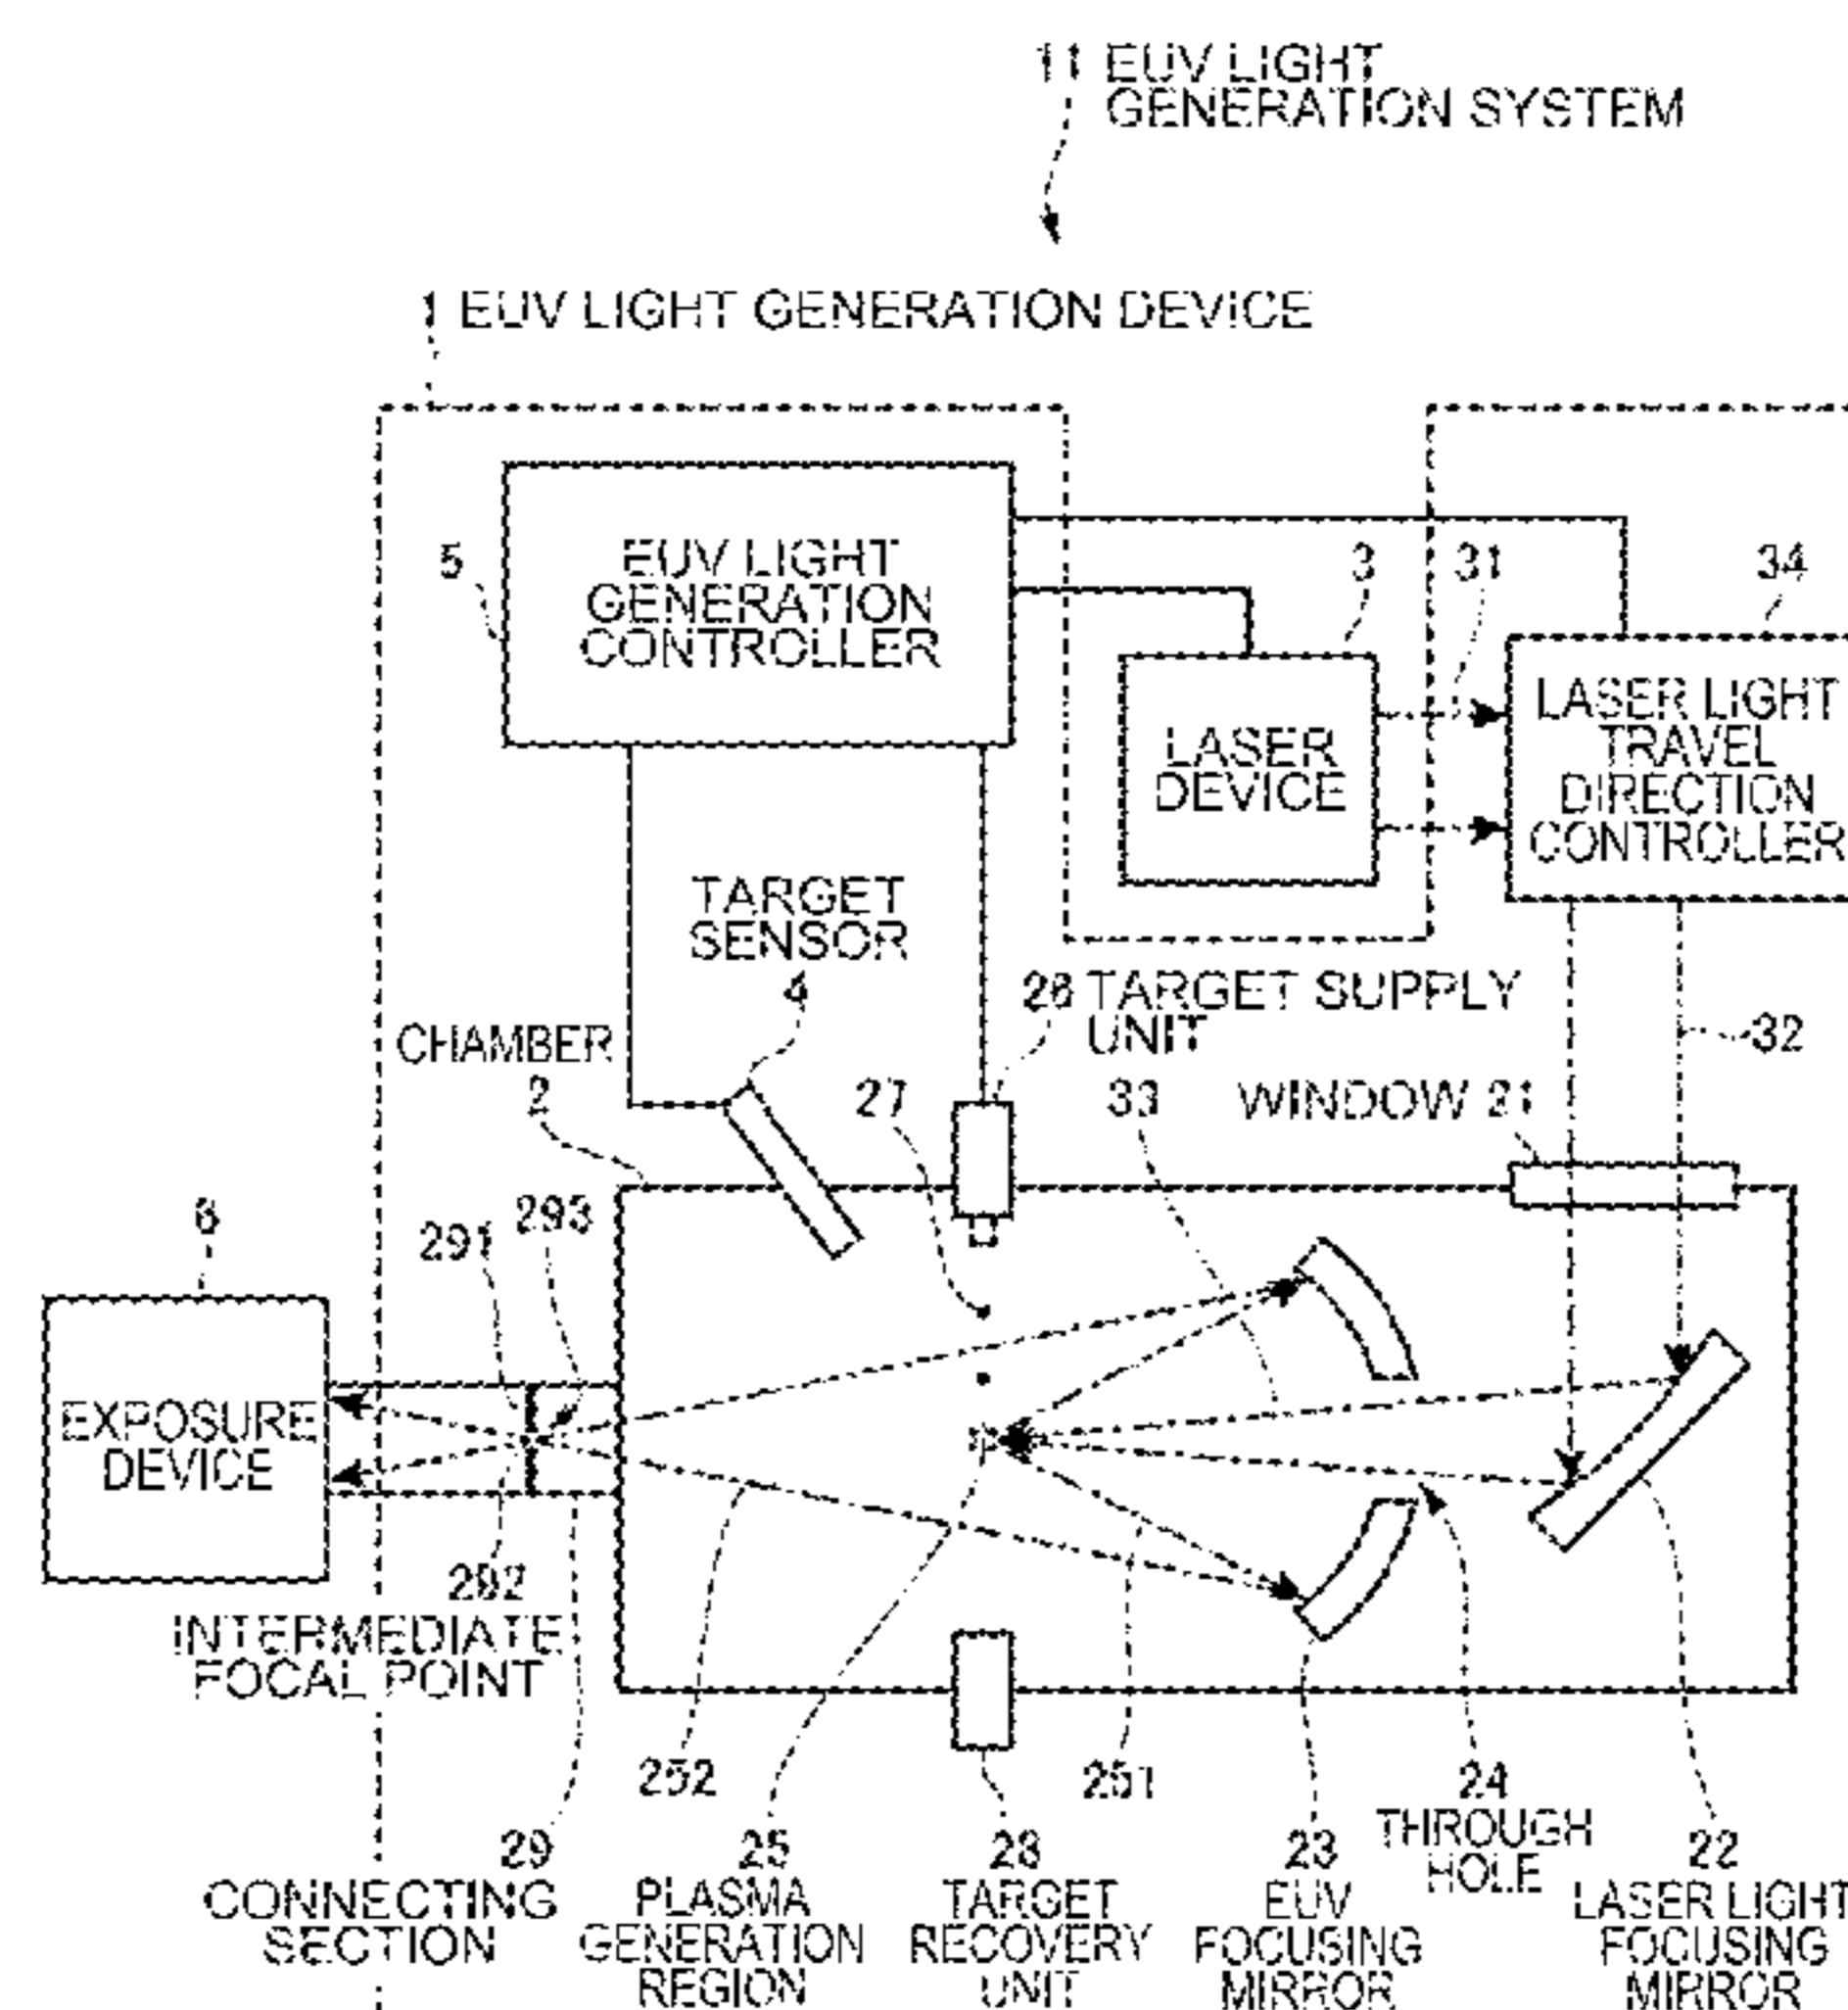 11 EUV LIGHT
GENERATION SYSTEM
1 EUV LIGHT GENERATION DEVICE
5
EUV LIGHT
GENERATION
CONTROLLER
3
31
34
LASER
DEVICE
LASER LIGHT
TRAVEL
DIRECTION
CONTROLLER
TARGET
SENSOR
4
26 TARGET SUPPLY
UNIT
32
CHAMBER
2
27
33
WINDOW 21
6
291
293
EXPOSURE
DEVICE
292
INTERMEDIATE
FOCAL POINT
252
251
24
THROUGH
HOLE
29
CONNECTING
SECTION
25
PLASMA
GENERATION
REGION
28
TARGET
RECOVERY
UNIT
23
EUV
FOCUSING
MIRROR
22
LASER LIGHT
FOCUSING
MIRROR